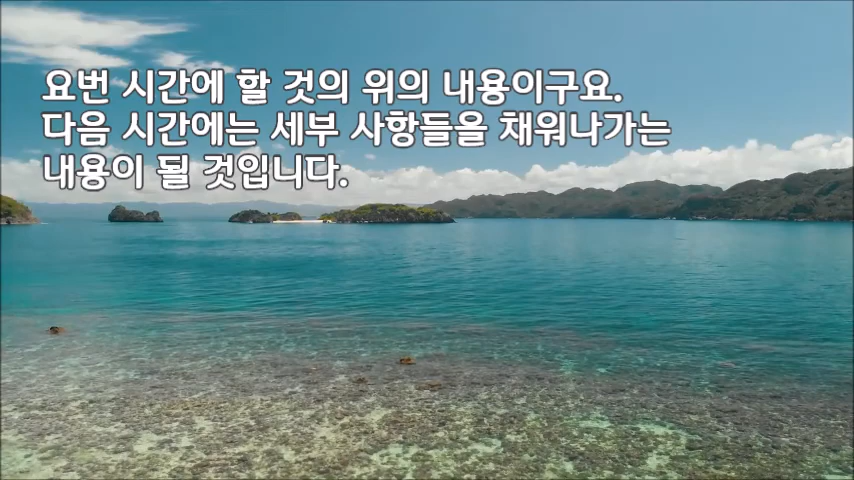 요번 시간에 할 것의 위의 내용이구요.
다음 시간에는 세부 사항들을 채워나가는
내용이 될 것입니다.